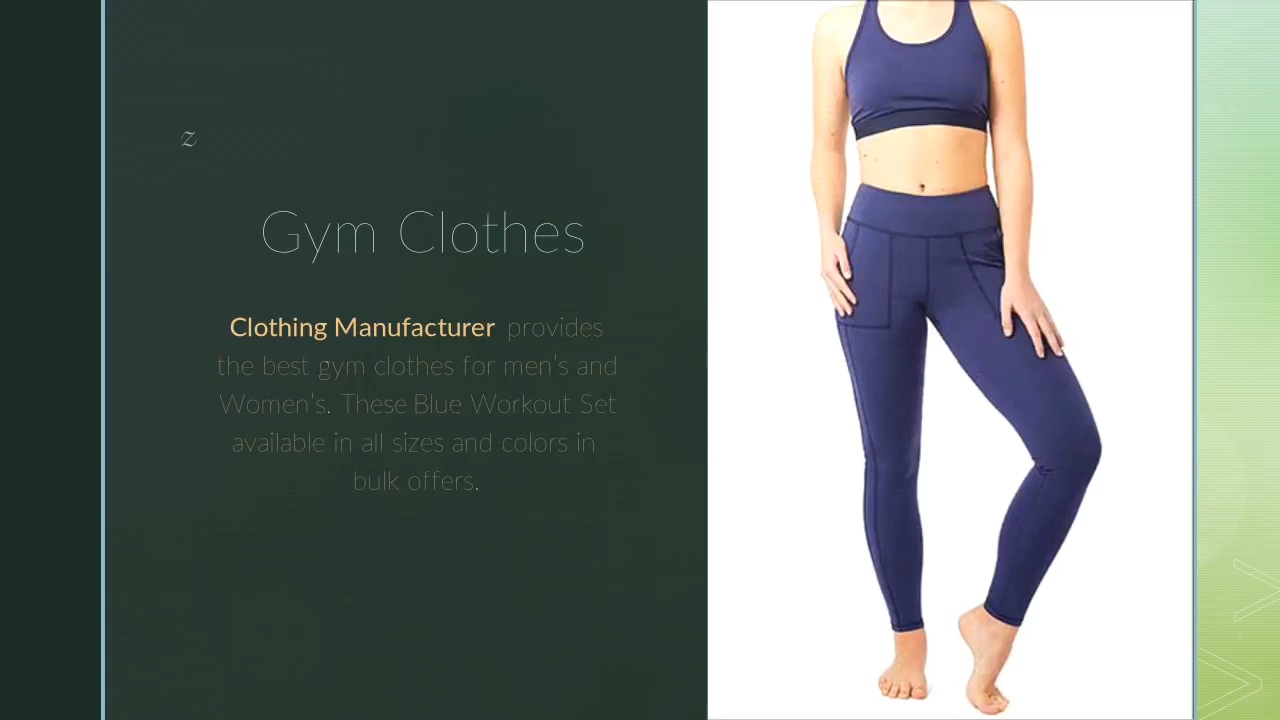 z
Gym Clothes
Clothing Manufacturer provides
the best gym clothes for men's and
Women's. These Blue Workout Set
available in all sizes and colors in
bulk offers.